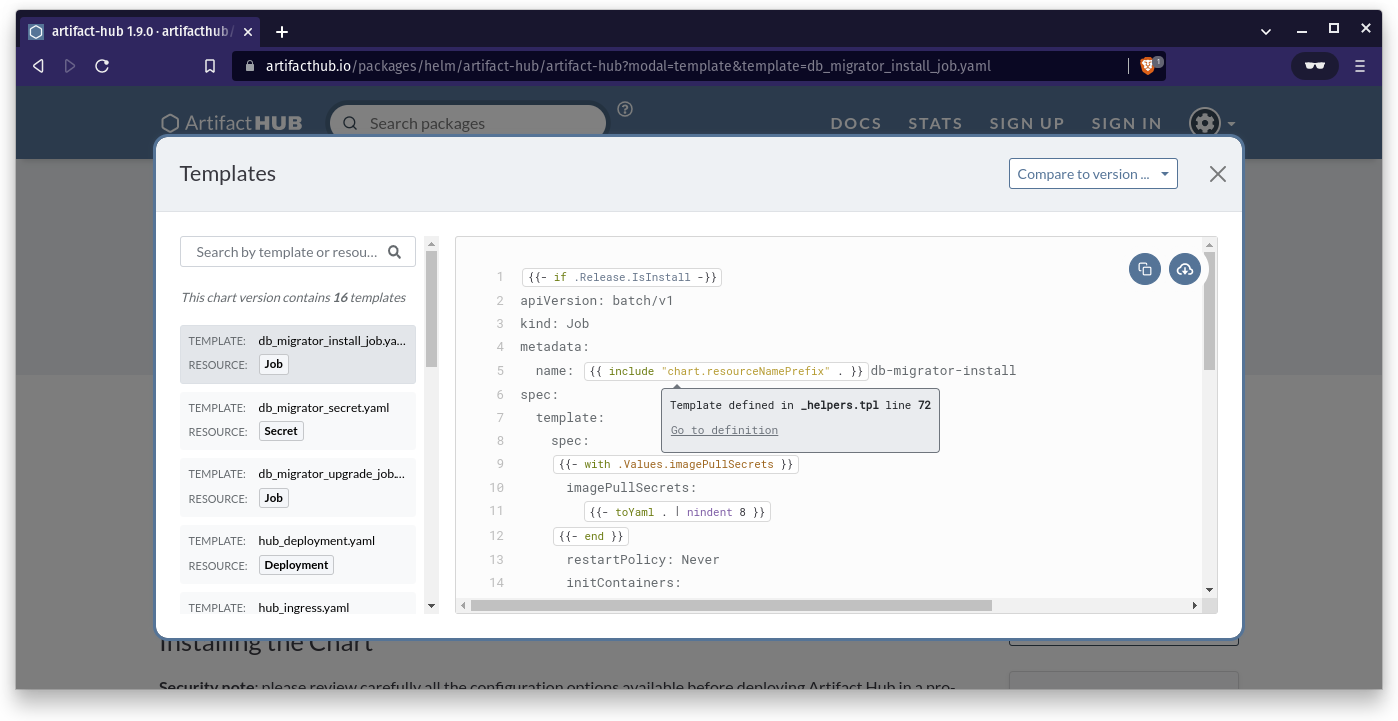 artifact-hub 1.9.0 · artifacthub/
artifacthub.io/packages/helm/artifact-hub/artifact-hub?modal=template&template=db_migrator_install_job.yaml
1
ArtifactHUB
Search packages
?
DOCS
STATS
SIGN UP
SIGN IN
Templates
Compare to version ...
Search by template or resou...
This chart version contains 16 templates
TEMPLATE: db_migrator_install_job.ya...
RESOURCE: Job
TEMPLATE: db_migrator_secret.yaml
RESOURCE: Secret
TEMPLATE: db_migrator_upgrade_job....
RESOURCE: Job
TEMPLATE: hub_deployment.yaml
RESOURCE: Deployment
TEMPLATE: hub_ingress.yaml
1 {{- if .Release.IsInstall -}}
2 apiVersion: batch/v1
3 kind: Job
4 metadata:
5 name: {{ include "chart.resourceNamePrefix" . }} db-migrator-install
6 spec:
7 template:
8 spec:
9 {{- with .Values.imagePullSecrets }}
10 imagePullSecrets:
11 {{- toYaml . | nindent 8 }}
12 {{- end }}
13 restartPolicy: Never
14 initContainers:
Template defined in _helpers.tpl line 72
Go to definition
Installing the Chart
Security note: please review carefully all the configuration options available before deploying Artifact Hub in a pro-